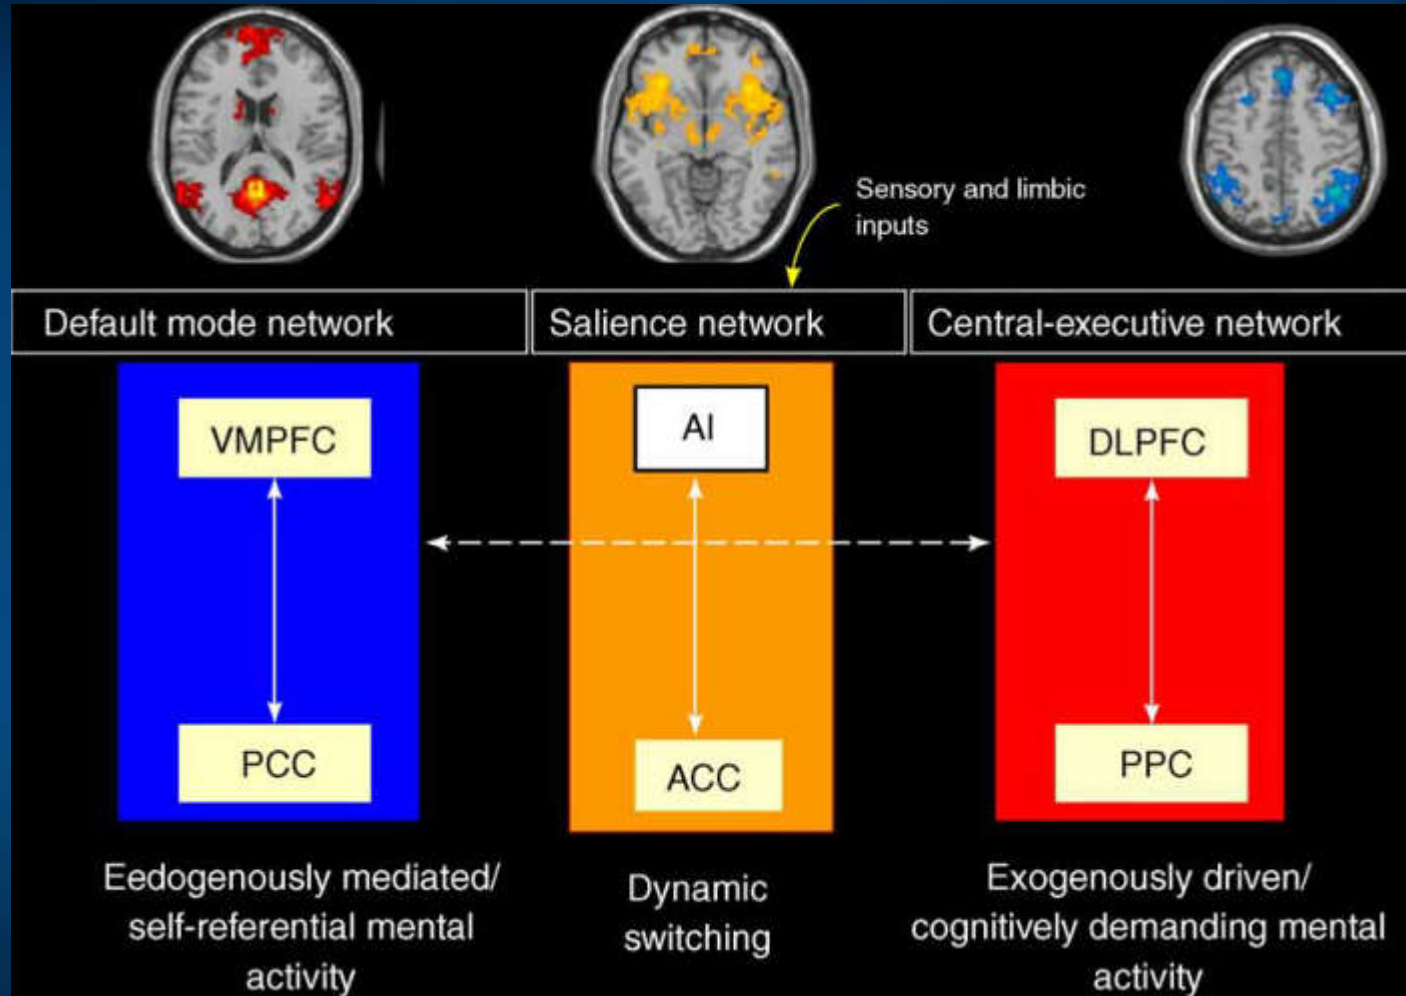 Sensory and limbic
inputs
Default mode network
Salience network
Central-executive network
VMPFC
AI
DLPFC
PCC
ACC
PPC
Eedogenously mediated/
self-referential mental
activity
Dynamic
switching
Exogenously driven/
cognitively demanding mental
activity